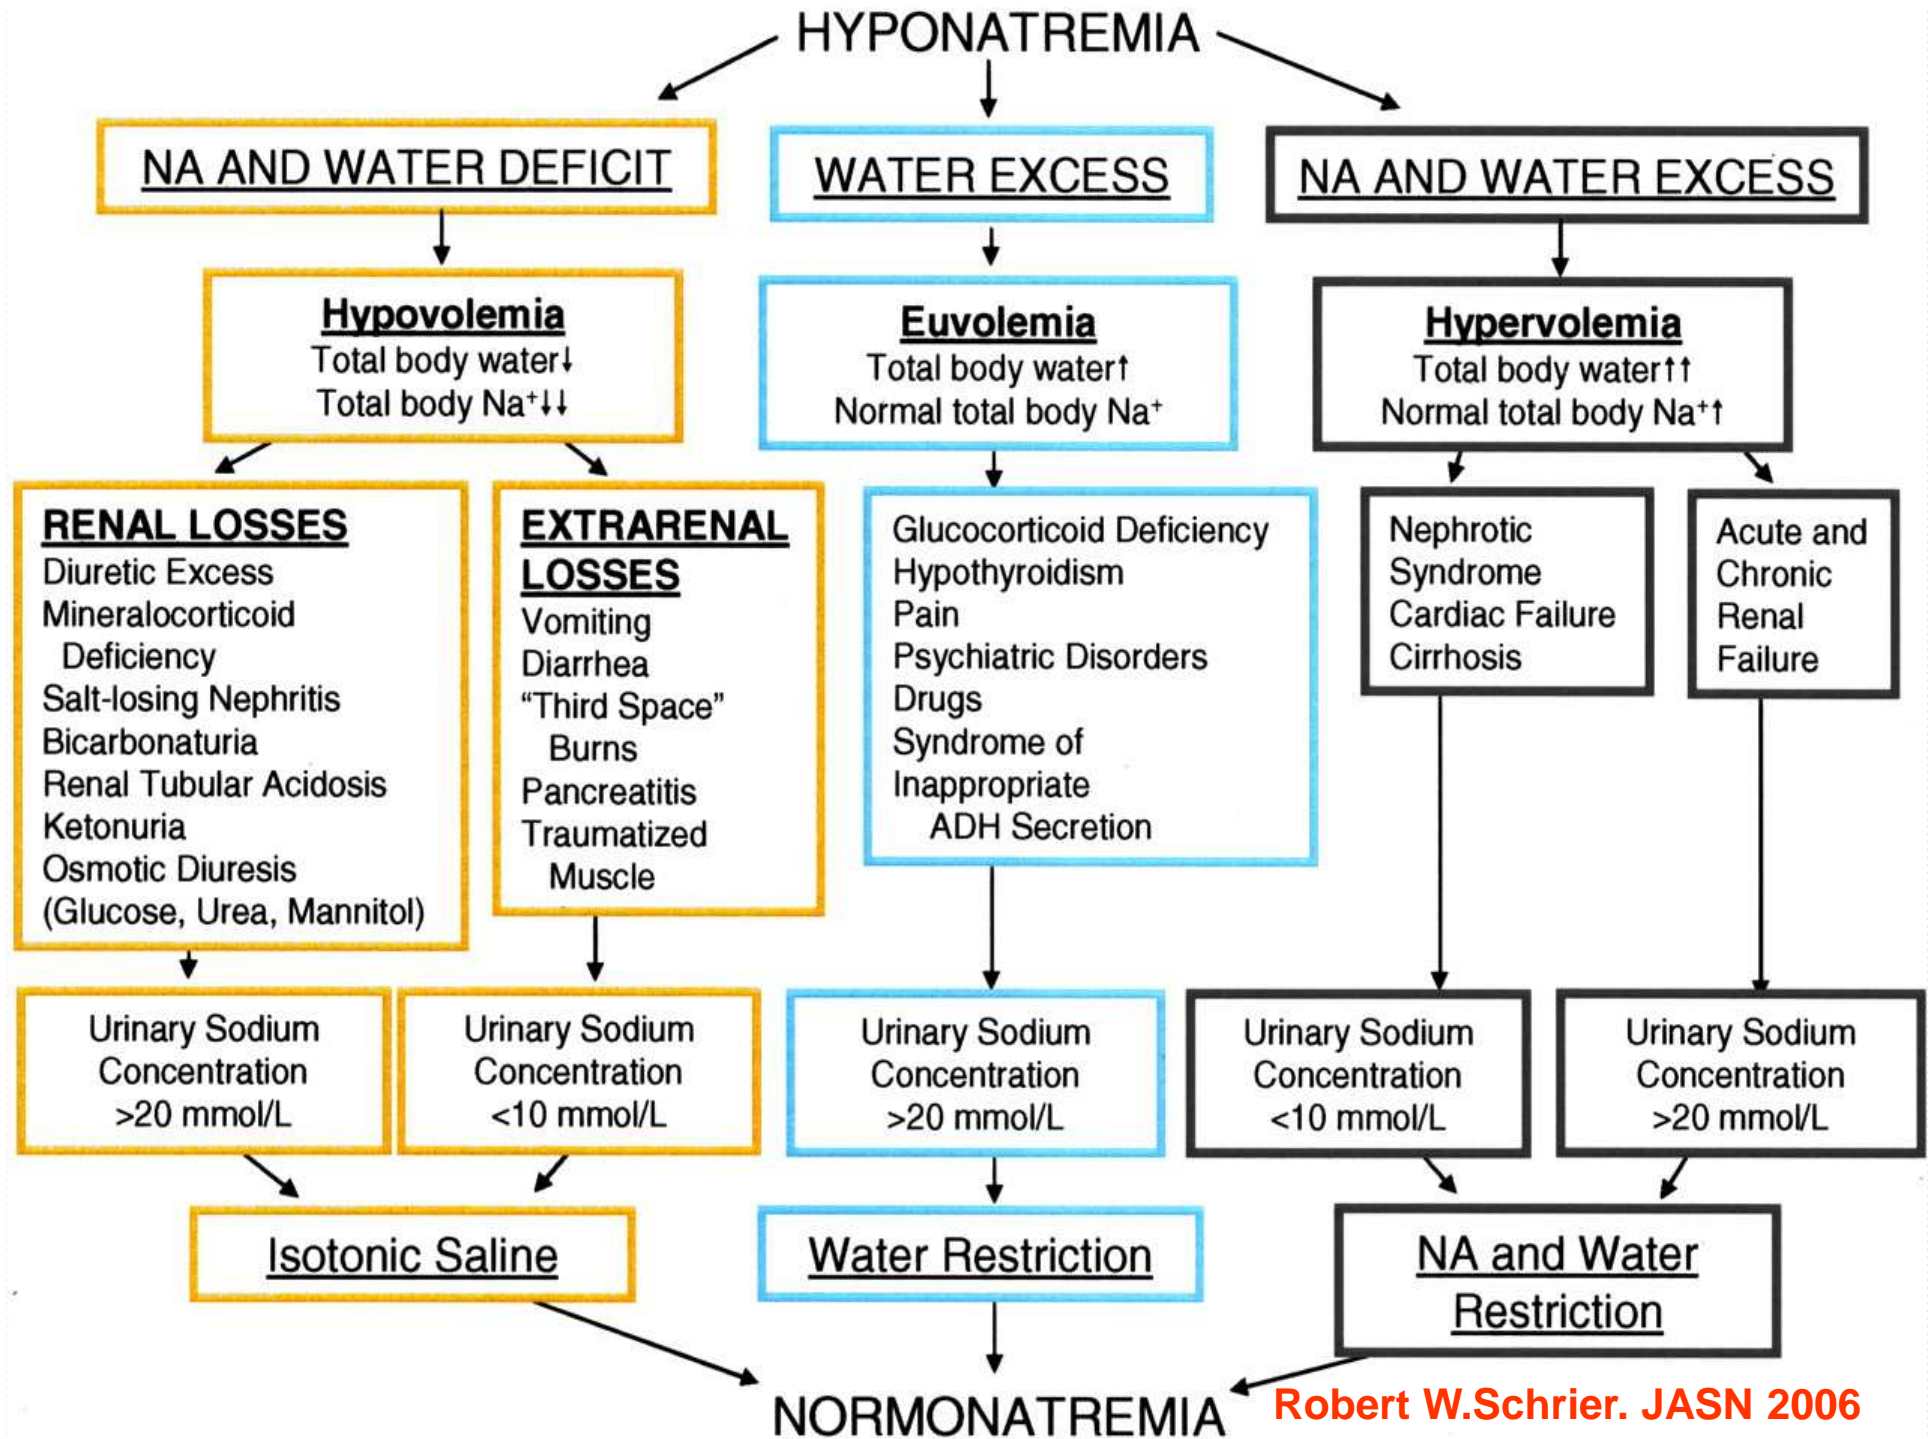 HYPONATREMIA
NA AND WATER DEFICIT
WATER EXCESS
NA AND WATER EXCESS
Hypovolemia
Total body water↓
Total body Na⁺↓↓
Euvolemia
Total body water↑
Normal total body Na⁺
Hypervolemia
Total body water↑↑
Normal total body Na⁺↑
RENAL LOSSES
Diuretic Excess
Mineralocorticoid
Deficiency
Salt-losing Nephritis
Bicarbonaturia
Renal Tubular Acidosis
Ketonuria
Osmotic Diuresis
(Glucose, Urea, Mannitol)
EXTRARENAL
LOSSES
Vomiting
Diarrhea
“Third Space”
Burns
Pancreatitis
Traumatized
Muscle
Glucocorticoid Deficiency
Hypothyroidism
Pain
Psychiatric Disorders
Drugs
Syndrome of
Inappropriate
ADH Secretion
Nephrotic
Syndrome
Cardiac Failure
Cirrhosis
Acute and
Chronic
Renal
Failure
Urinary Sodium
Concentration
>20 mmol/L
Urinary Sodium
Concentration
<10 mmol/L
Urinary Sodium
Concentration
>20 mmol/L
Urinary Sodium
Concentration
<10 mmol/L
Urinary Sodium
Concentration
>20 mmol/L
Isotonic Saline
Water Restriction
NA and Water
Restriction
NORMONATREMIA
Robert W.Schrier. JASN 2006